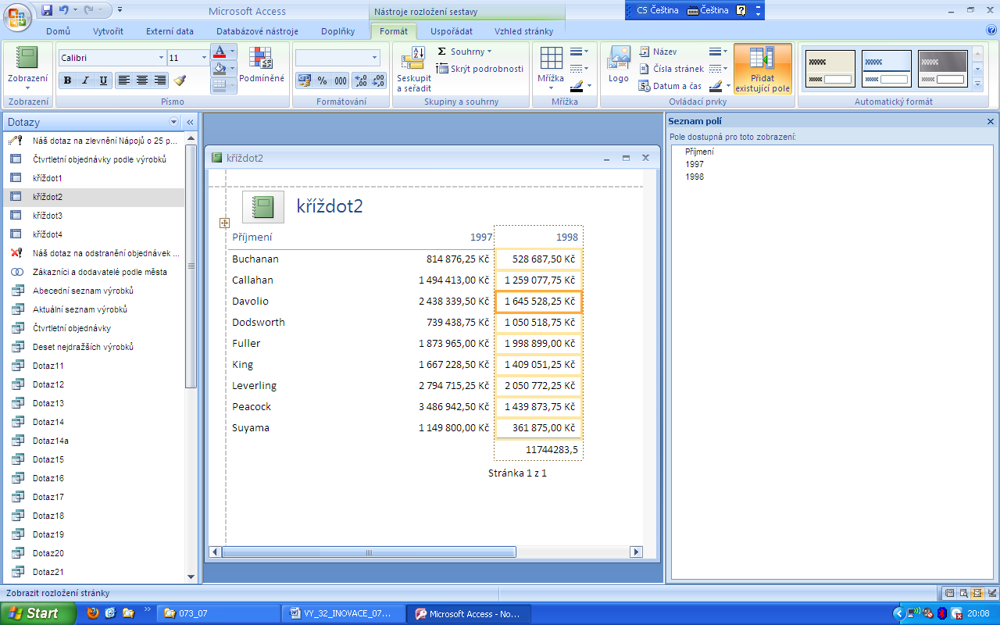 Microsoft Access
Nástroje rozložení sestavy
CS Čeština
Čeština
Domů
Vytvořit
Externí data
Databázové nástroje
Doplňky
Formát
Uspořádat
Vzhled stránky
Zobrazení
Calibri
11
B I U
Podmíněné
% 000
Seskupit a seřadit
Σ Souhrny
Skrýt podrobnosti
Mřížka
Logo
Název
Čísla stránek
Datum a čas
Přidat existující pole
Zobrazení
Písmo
Formátování
Skupiny a souhrny
Mřížka
Ovládací prvky
Automatický formát
Dotazy
Náš dotaz na zlevnění Nápojů o 25 p...
Čtvrtletní objednávky podle výrobků
kříždot1
kříždot2
kříždot3
kříždot4
Náš dotaz na odstranění objednávek ...
Zákazníci a dodavatelé podle města
Abecední seznam výrobků
Aktuální seznam výrobků
Čtvrtletní objednávky
Deset nejdražších výrobků
Dotaz11
Dotaz12
Dotaz13
Dotaz14
Dotaz14a
Dotaz15
Dotaz16
Dotaz17
Dotaz18
Dotaz19
Dotaz20
Dotaz21
kříždot2
kříždot2
Příjmení 1997 1998
Buchanan 814 876,25 Kč 528 687,50 Kč
Callahan 1 494 413,00 Kč 1 259 077,75 Kč
Davolio 2 438 339,50 Kč 1 645 528,25 Kč
Dodsworth 739 438,75 Kč 1 050 518,75 Kč
Fuller 1 873 965,00 Kč 1 998 899,00 Kč
King 1 667 228,50 Kč 1 409 051,25 Kč
Leverling 2 794 715,25 Kč 2 050 772,25 Kč
Peacock 3 486 942,50 Kč 1 439 873,75 Kč
Suyama 1 149 800,00 Kč 361 875,00 Kč
11744283,5
Stránka 1 z 1
Seznam polí
Pole dostupná pro toto zobrazení:
Příjmení
1997
1998
Zobrazit rozložení stránky
Start
073_07
VY_32_INOVACE_07...
Microsoft Access - No...
20:08